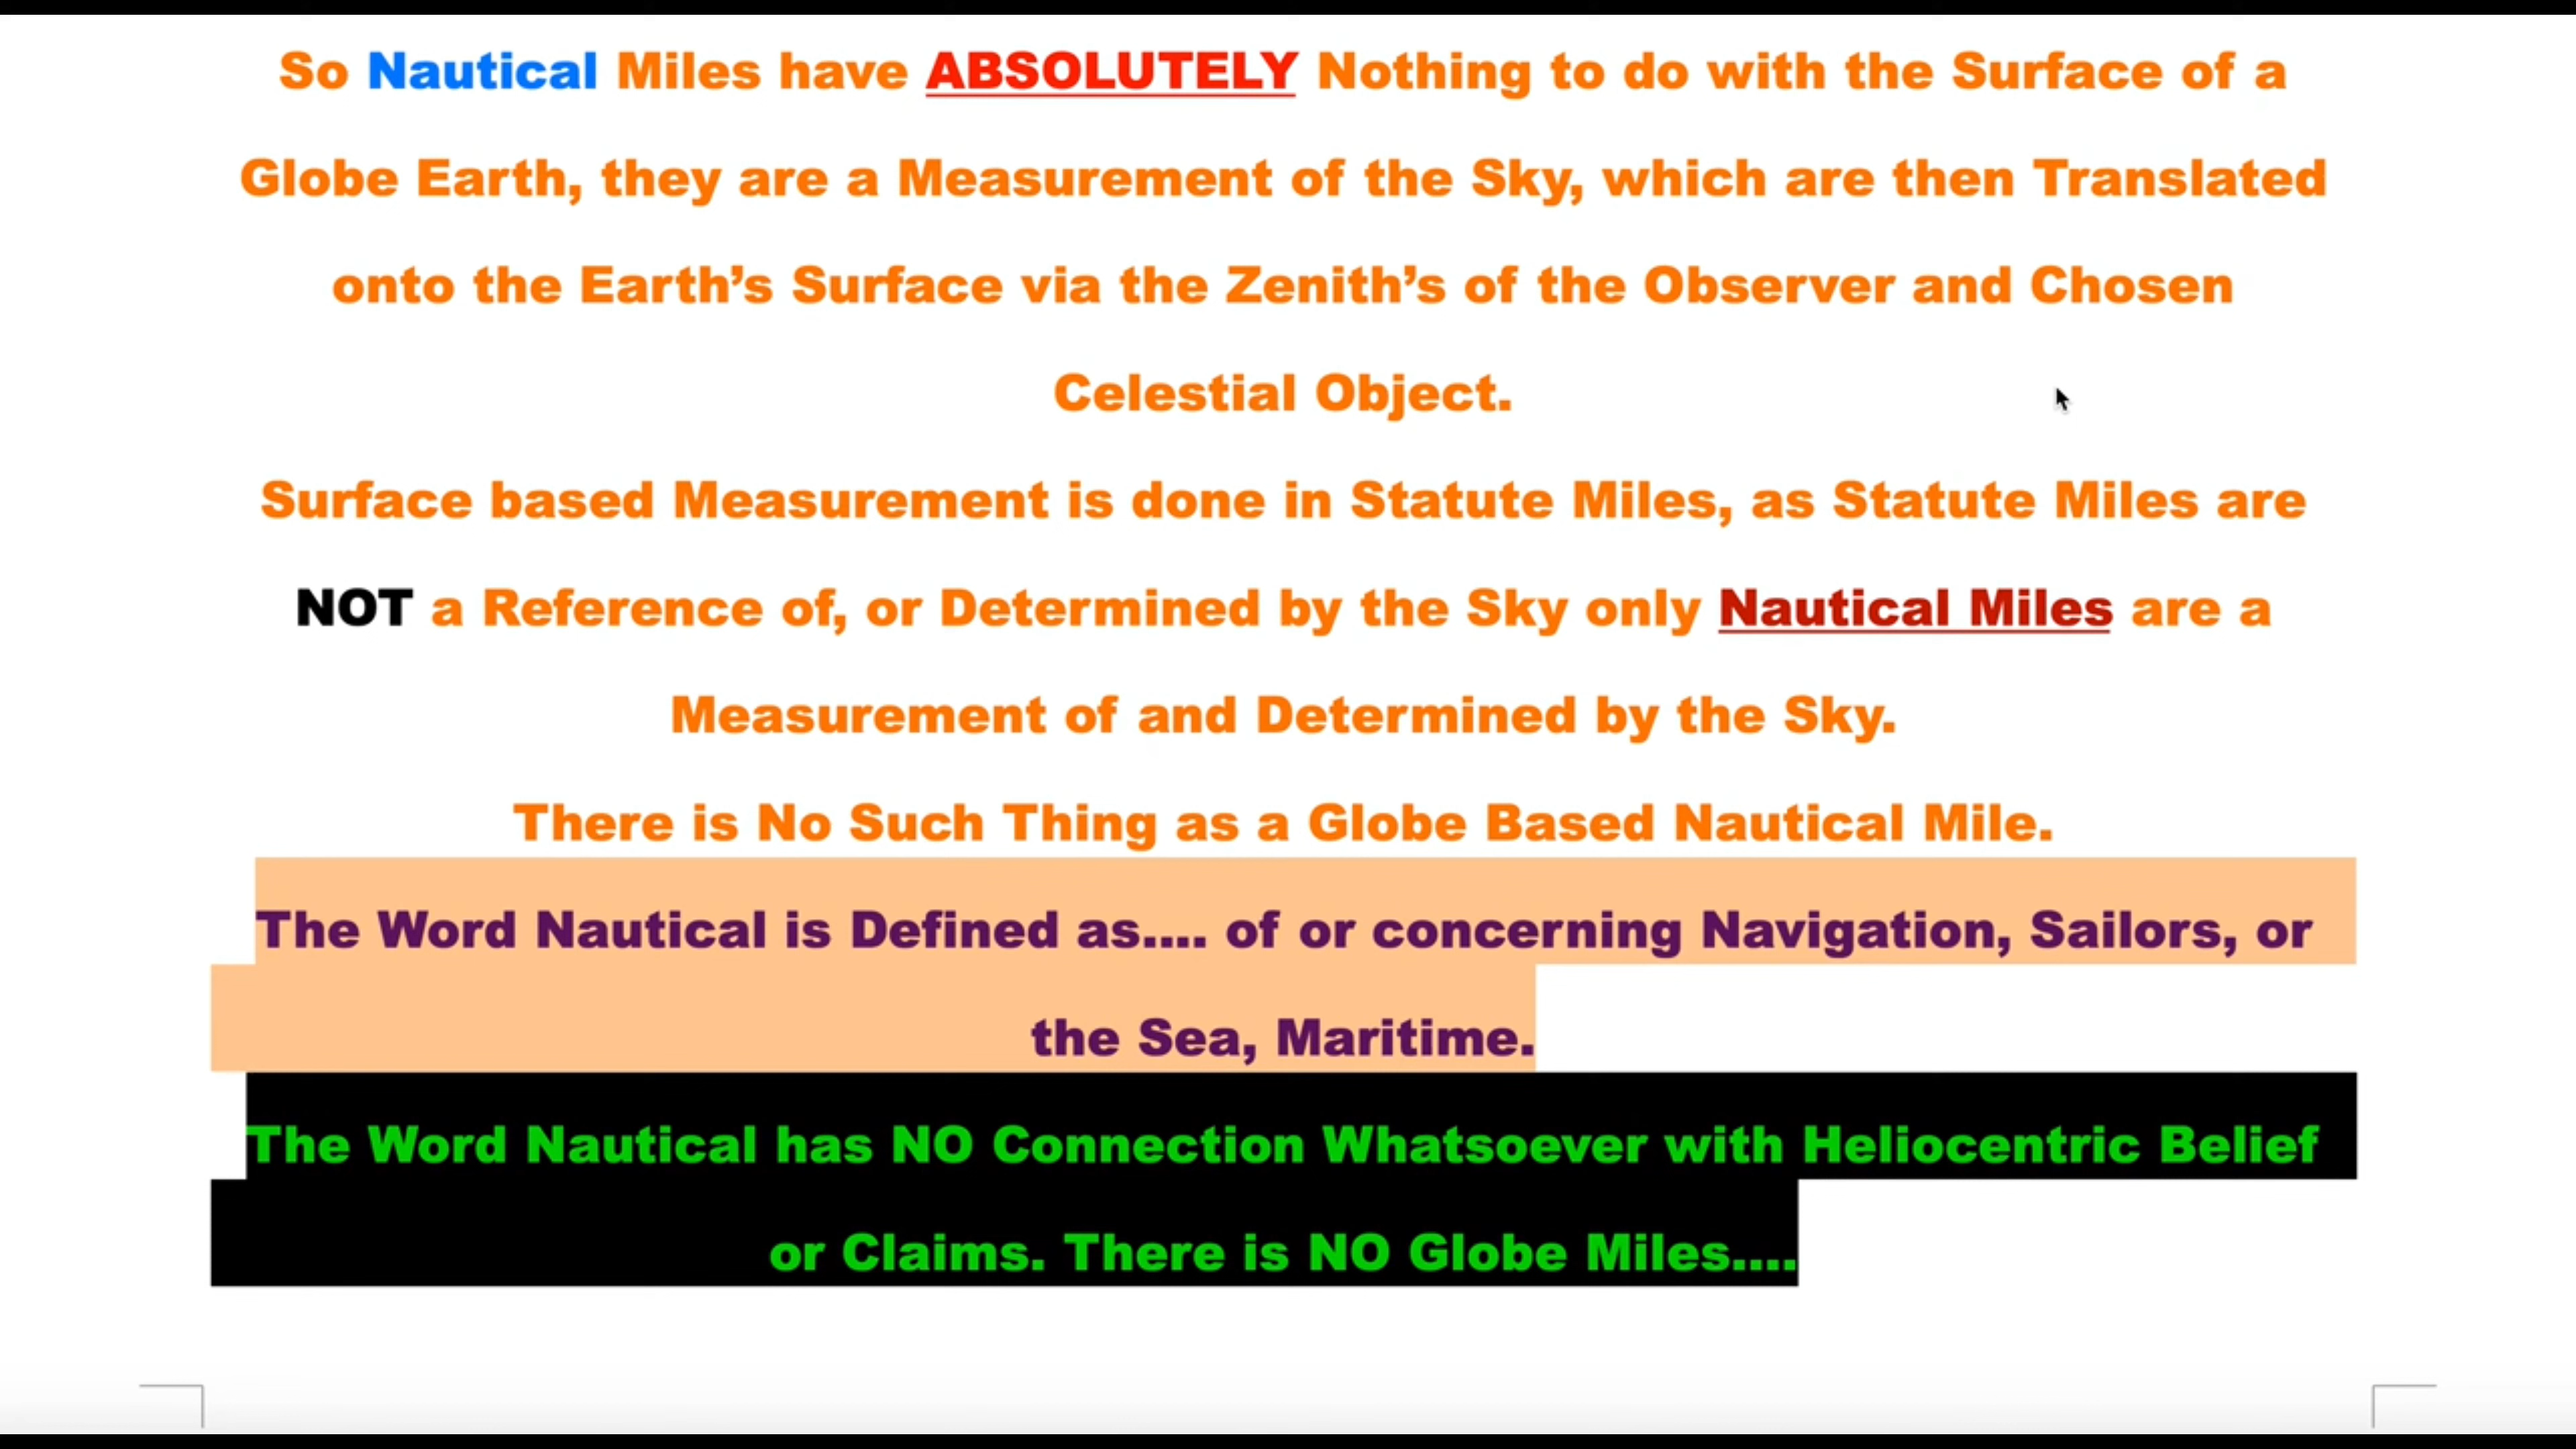 So Nautical Miles have ABSOLUTELY Nothing to do with the Surface of a
Globe Earth, they are a Measurement of the Sky, which are then Translated
onto the Earth’s Surface via the Zenith’s of the Observer and Chosen
Celestial Object.
Surface based Measurement is done in Statute Miles, as Statute Miles are
NOT a Reference of, or Determined by the Sky only Nautical Miles are a
Measurement of and Determined by the Sky.
There is No Such Thing as a Globe Based Nautical Mile.
The Word Nautical is Defined as.... of or concerning Navigation, Sailors, or
the Sea, Maritime.
The Word Nautical has NO Connection Whatsoever with Heliocentric Belief
or Claims. There is NO Globe Miles....